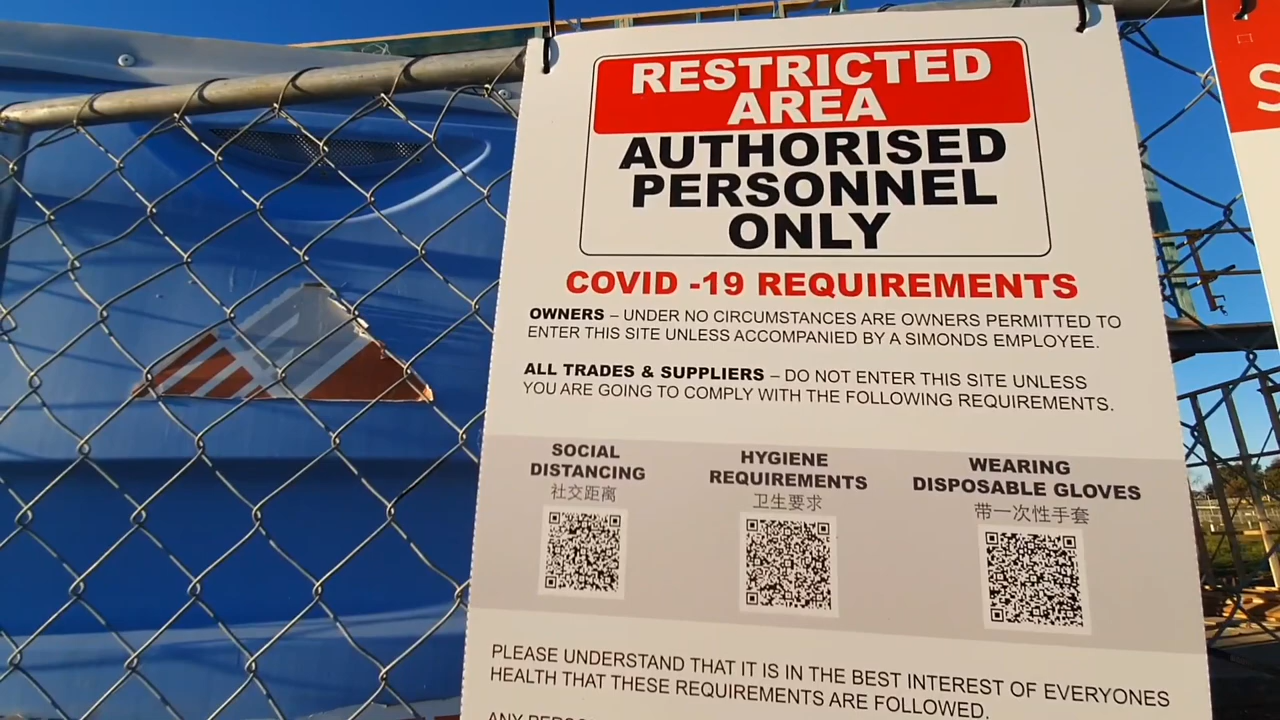 RESTRICTED
AREA
AUTHORISED
PERSONNEL
ONLY
COVID -19 REQUIREMENTS
OWNERS – UNDER NO CIRCUMSTANCES ARE OWNERS PERMITTED TO
ENTER THIS SITE UNLESS ACCOMPANIED BY A SIMONDS EMPLOYEE.
ALL TRADES & SUPPLIERS – DO NOT ENTER THIS SITE UNLESS
YOU ARE GOING TO COMPLY WITH THE FOLLOWING REQUIREMENTS.
SOCIAL
DISTANCING
社交距离
HYGIENE
REQUIREMENTS
卫生要求
WEARING
DISPOSABLE GLOVES
带一次性手套
PLEASE UNDERSTAND THAT IT IS IN THE BEST INTEREST OF EVERYONES
HEALTH THAT THESE REQUIREMENTS ARE FOLLOWED.